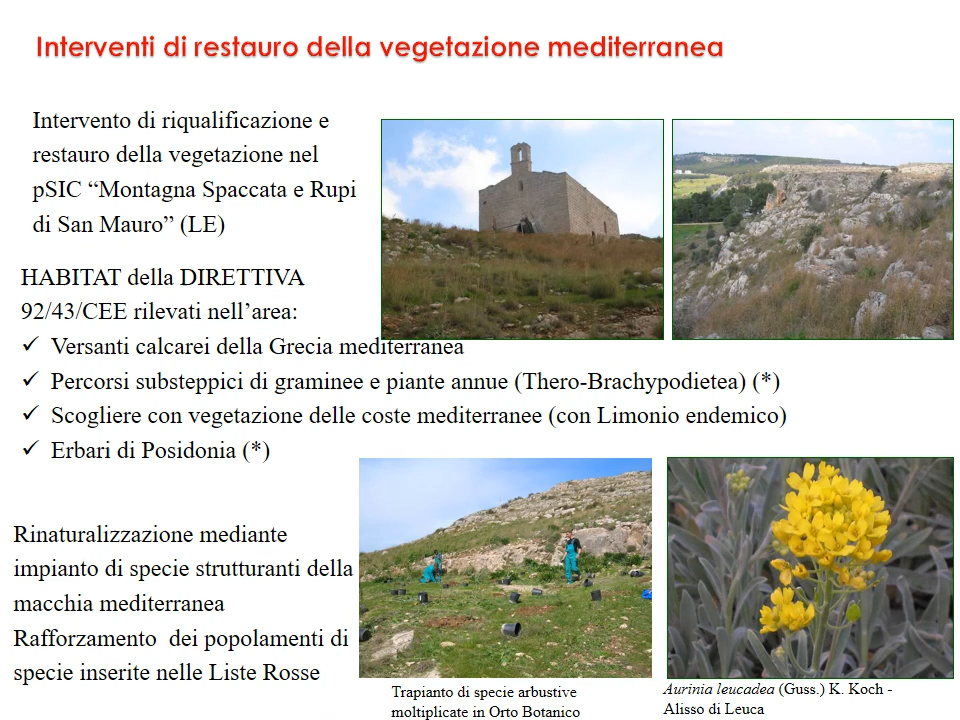 Interventi di restauro della vegetazione mediterranea
Intervento di riqualificazione e
restauro della vegetazione nel
pSIC “Montagna Spaccata e Rupi
di San Mauro” (LE)
HABITAT della DIRETTIVA
92/43/CEE rilevati nell’area:
✓ Versanti calcarei della Grecia mediterranea
✓ Percorsi substeppici di graminee e piante annue (Thero-Brachypodietea) (*)
✓ Scogliere con vegetazione delle coste mediterranee (con Limonio endemico)
✓ Erbari di Posidonia (*)
Rinaturalizzazione mediante
impianto di specie strutturanti della
macchia mediterranea
Rafforzamento dei popolamenti di
specie inserite nelle Liste Rosse
Trapianto di specie arbustive
moltiplicate in Orto Botanico
Aurinia leucadea (Guss.) K. Koch -
Alisso di Leuca